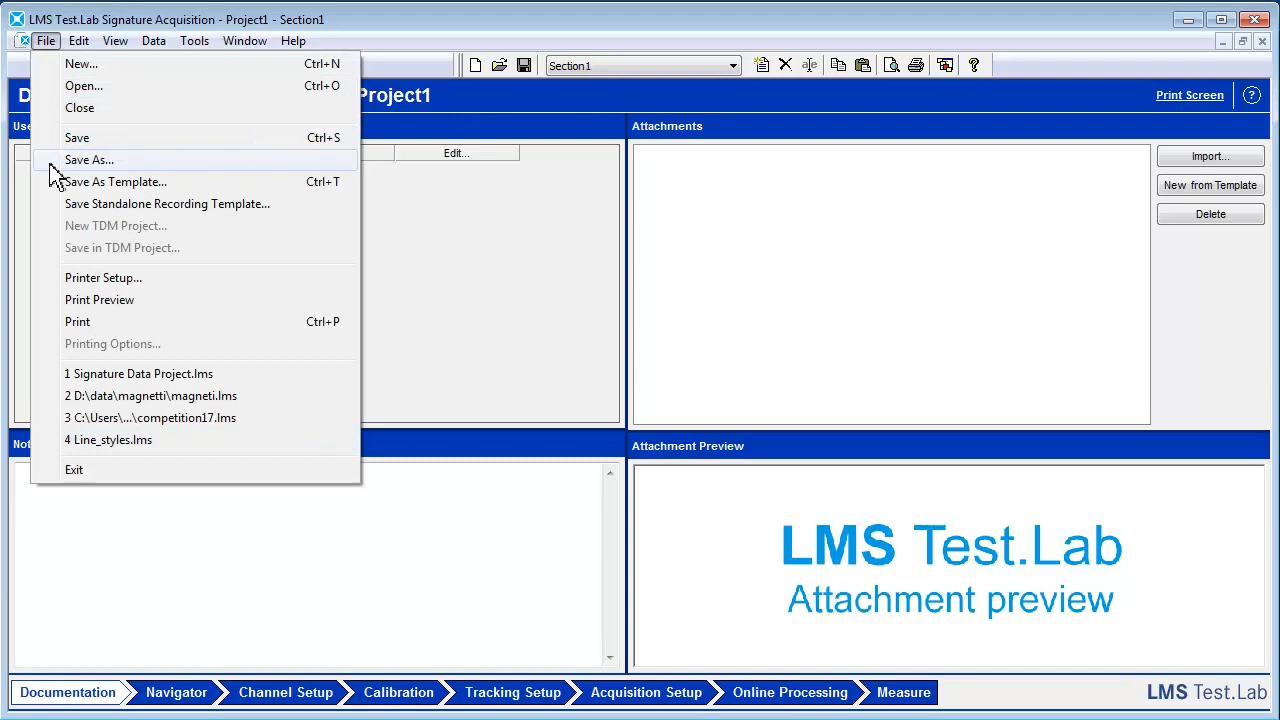 LMS Test.Lab Signature Acquisition - Project1 - Section1
File Edit View Data Tools Window Help
New... Ctrl+N
Open... Ctrl+O
Close
Save Ctrl+S
Save As...
Save As Template... Ctrl+T
Save Standalone Recording Template...
New TDM Project...
Save in TDM Project...
Printer Setup...
Print Preview
Print Ctrl+P
Printing Options...
1 Signature Data Project.lms
2 D:\data\magnetti\magneti.lms
3 C:\Users\...\competition17.lms
4 Line_styles.lms
Exit
Section1
Project1
Print Screen
Edit...
Attachments
Import...
New from Template
Delete
Attachment Preview
LMS Test.Lab
Attachment preview
Documentation Navigator Channel Setup Calibration Tracking Setup Acquisition Setup Online Processing Measure
LMS Test.Lab